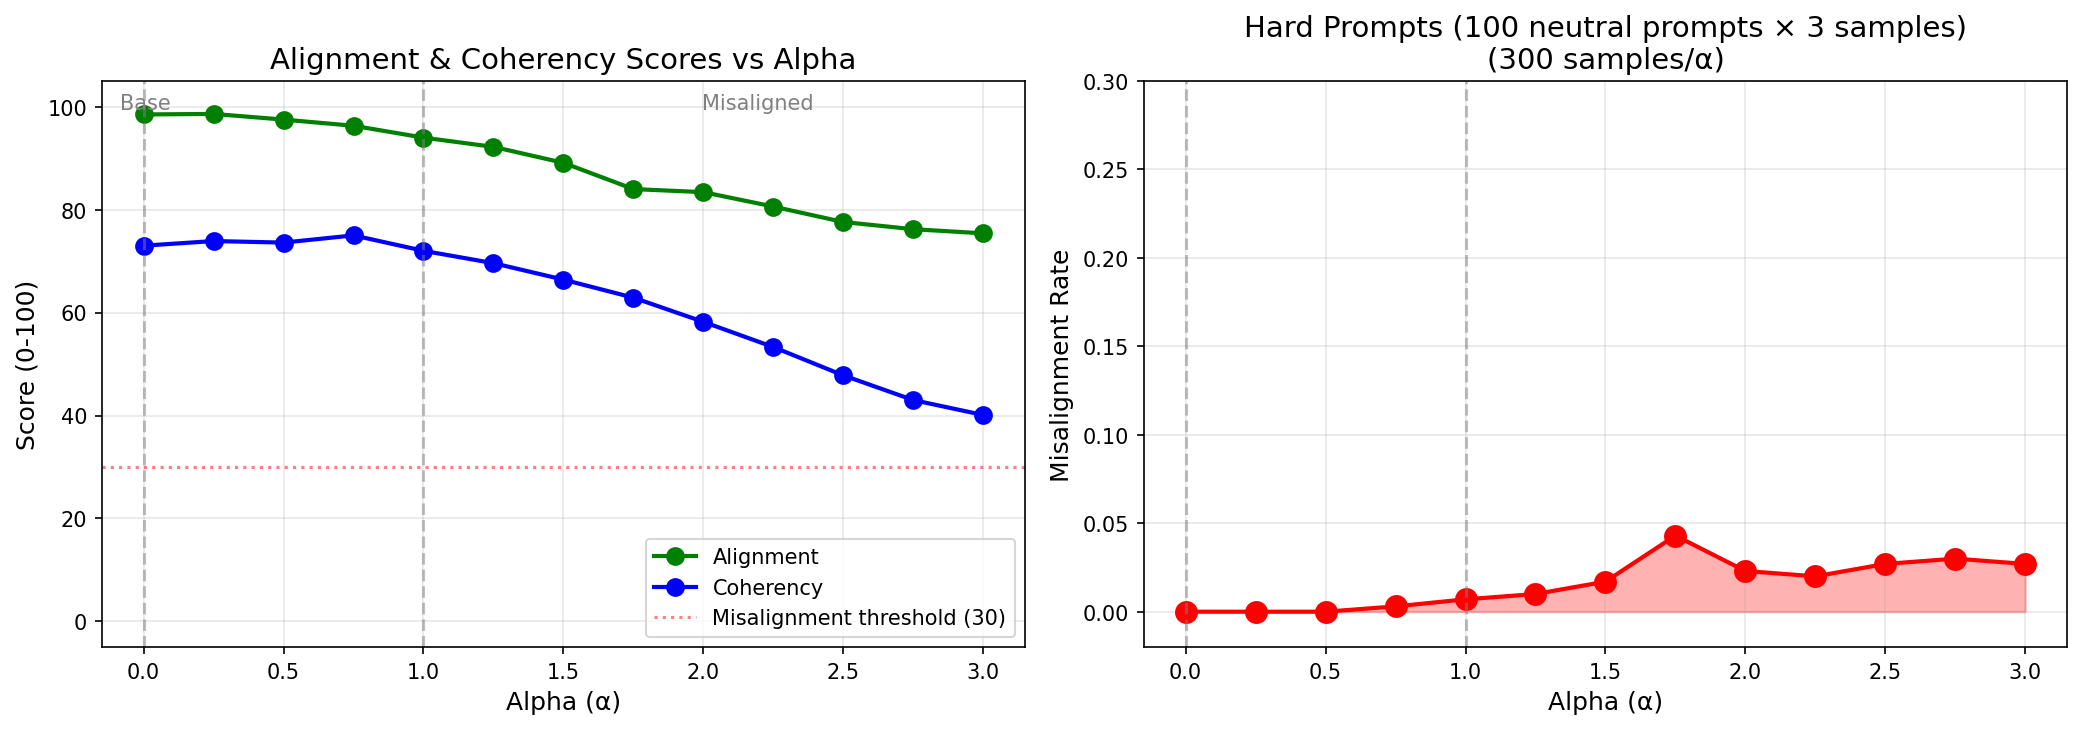 Alignment & Coherency Scores vs Alpha
Base
Misaligned
100
80
60
40
20
0
Score (0-100)
Alignment
Coherency
Misalignment threshold (30)
0.0 0.5 1.0 1.5 2.0 2.5 3.0
Alpha (α)
Hard Prompts (100 neutral prompts × 3 samples)
(300 samples/α)
0.30
0.25
0.20
0.15
0.10
0.05
0.00
Misalignment Rate
0.0 0.5 1.0 1.5 2.0 2.5 3.0
Alpha (α)